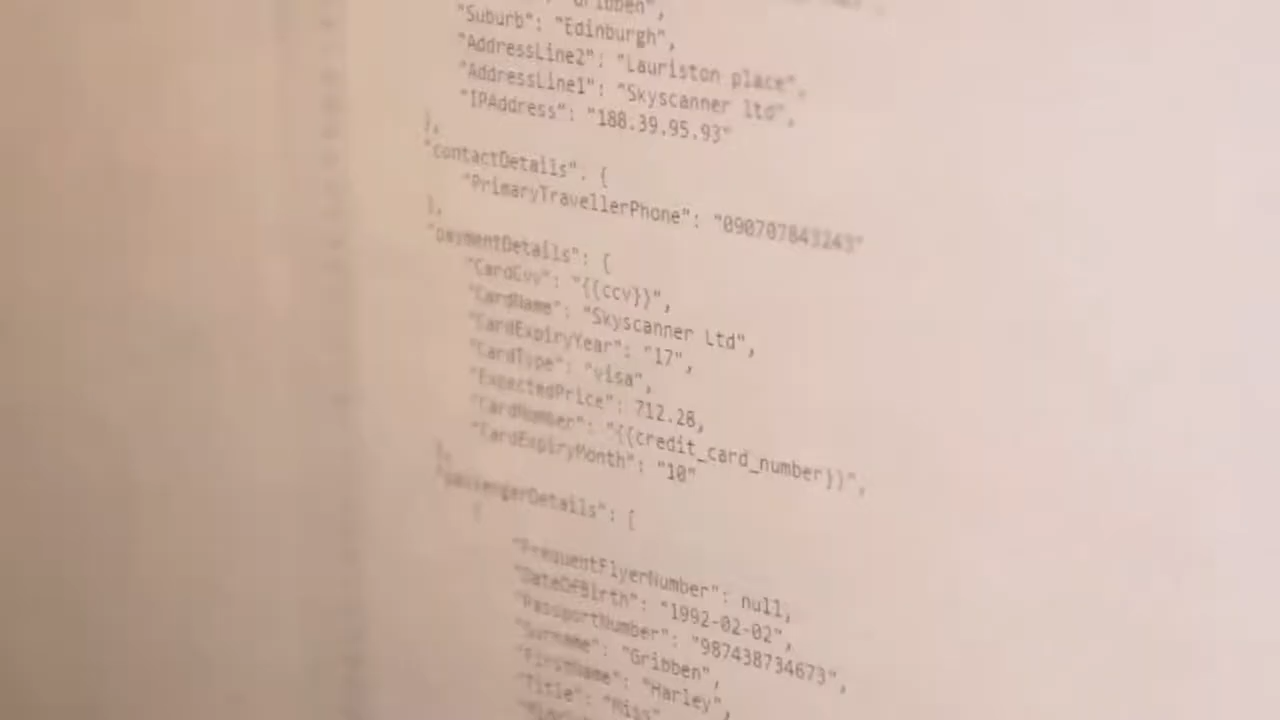 "Gribben",
"Suburb": "Edinburgh",
"AddressLine2": "Lauriston place",
"AddressLine1": "Skyscanner ltd",
"IPAddress": "188.39.95.93"
},
"contactDetails": {
"PrimaryTravellerPhone": "090707843243"
},
"paymentDetails": {
"CardCvv": "{{ccv}}",
"CardName": "Skyscanner Ltd",
"CardExpiryYear": "17",
"CardType": "visa",
"ExpectedPrice": 712.28,
"CardNumber": "{{credit_card_number}}",
"CardExpiryMonth": "10"
},
"passengerDetails": [
{
"FrequentFlyerNumber": null,
"DateOfBirth": "1992-02-02",
"PassportNumber": "987438734673",
"Surname": "Gribben",
"FirstName": "Harley",
"Title": "Miss"